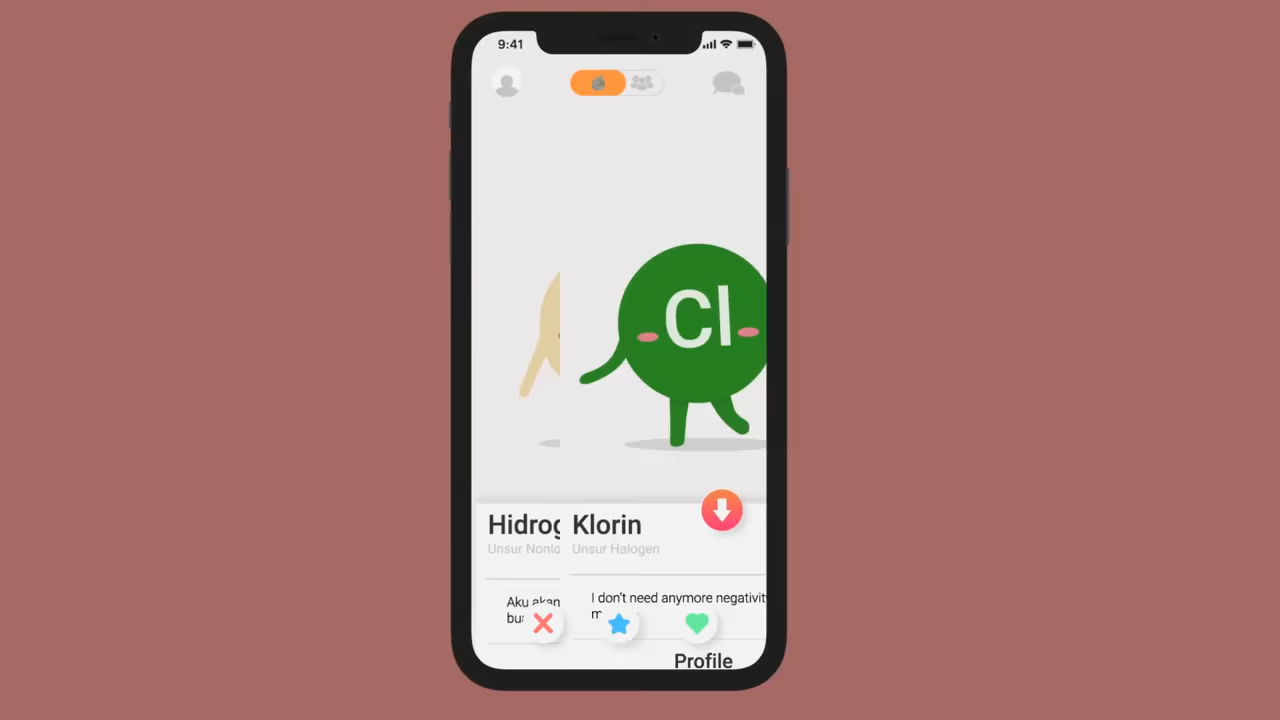 9:41
Cl
Hidrog
Klorin
Unsur Nonlo
Unsur Halogen
Aku akan
I don't need anymore negativity
bu
m
Profile